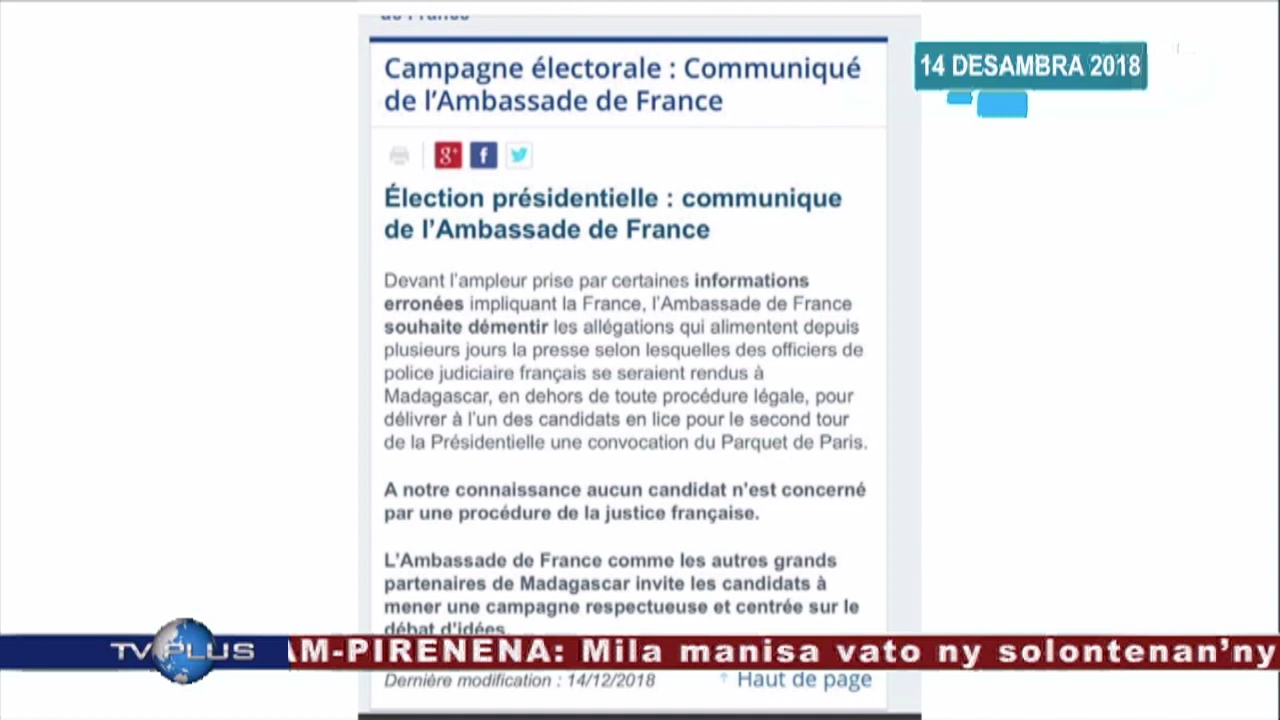 de France
Campagne électorale : Communiqué
de l'Ambassade de France
14 DESAMBRA 2018
g+ f
Élection présidentielle : communique
de l'Ambassade de France
Devant l'ampleur prise par certaines informations
erronées impliquant la France, l'Ambassade de France
souhaite démentir les allégations qui alimentent depuis
plusieurs jours la presse selon lesquelles des officiers de
police judiciaire français se seraient rendus à
Madagascar, en dehors de toute procédure légale, pour
délivrer à l'un des candidats en lice pour le second tour
de la Présidentielle une convocation du Parquet de Paris.
A notre connaissance aucun candidat n'est concerné
par une procédure de la justice française.
L'Ambassade de France comme les autres grands
partenaires de Madagascar invite les candidats à
mener une campagne respectueuse et centrée sur le
débat d'idées.
TV PLUS
AM-PIRENENA: Mila manisa vato ny solontenan'ny
Dernière modification : 14/12/2018
Haut de page